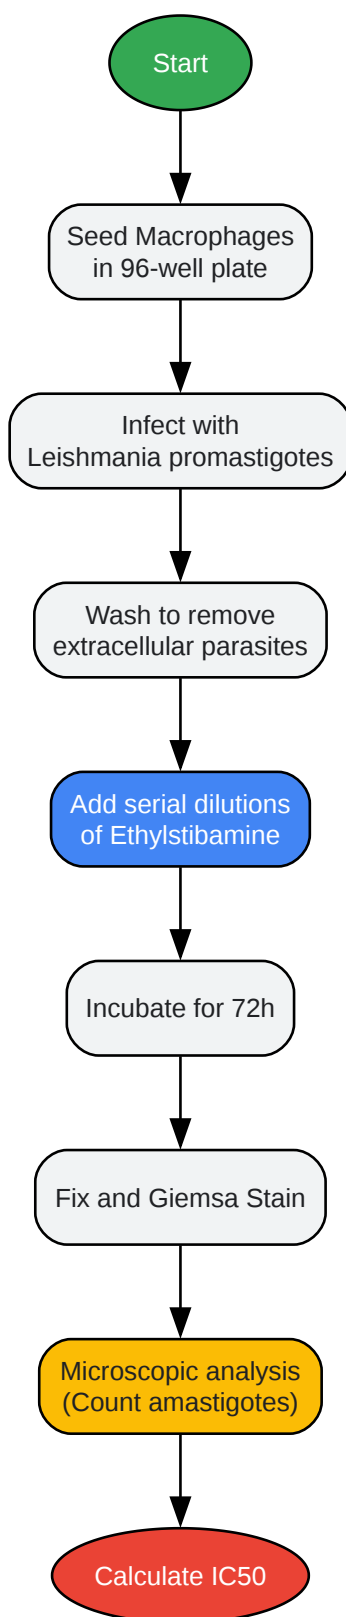 Start
Seed Macrophages
in 96-well plate
Infect with
Leishmania promastigotes
Wash to remove
extracellular parasites
Add serial dilutions
of Ethylstibamine
Incubate for 72h
Fix and Giemsa Stain
Microscopic analysis
(Count amastigotes)
Calculate IC50